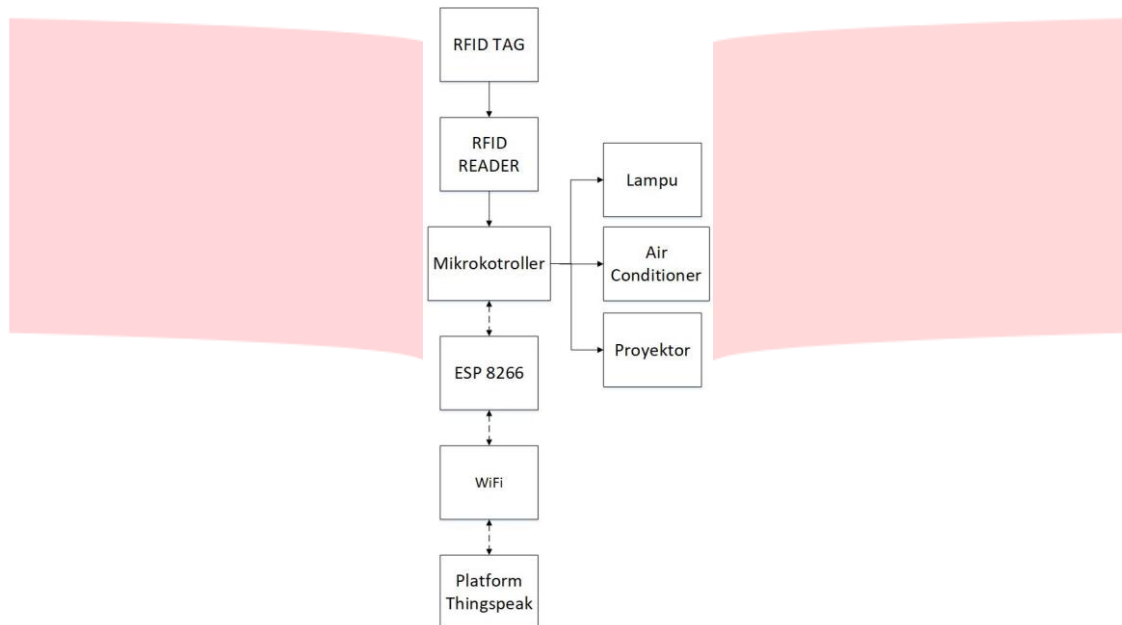 RFID TAG
RFID
READER
Lampu
Mikrokotroller
Air
Conditioner
Proyektor
ESP 8266
WiFi
Platform
Thingspeak